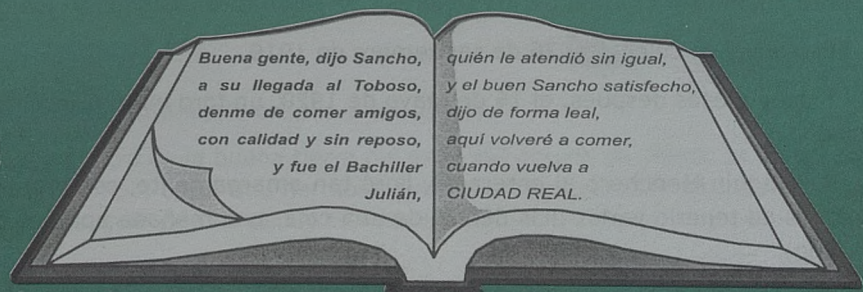 Buena gente, dijo Sancho,
a su llegada al Toboso,
denme de comer amigos,
con calidad y sin reposo,
y fue el Bachiller
Julián,
quién le atendió sin igual,
y el buen Sancho satisfecho,
dijo de forma leal,
aquí volveré a comer,
cuando vuelva a
CIUDAD REAL.